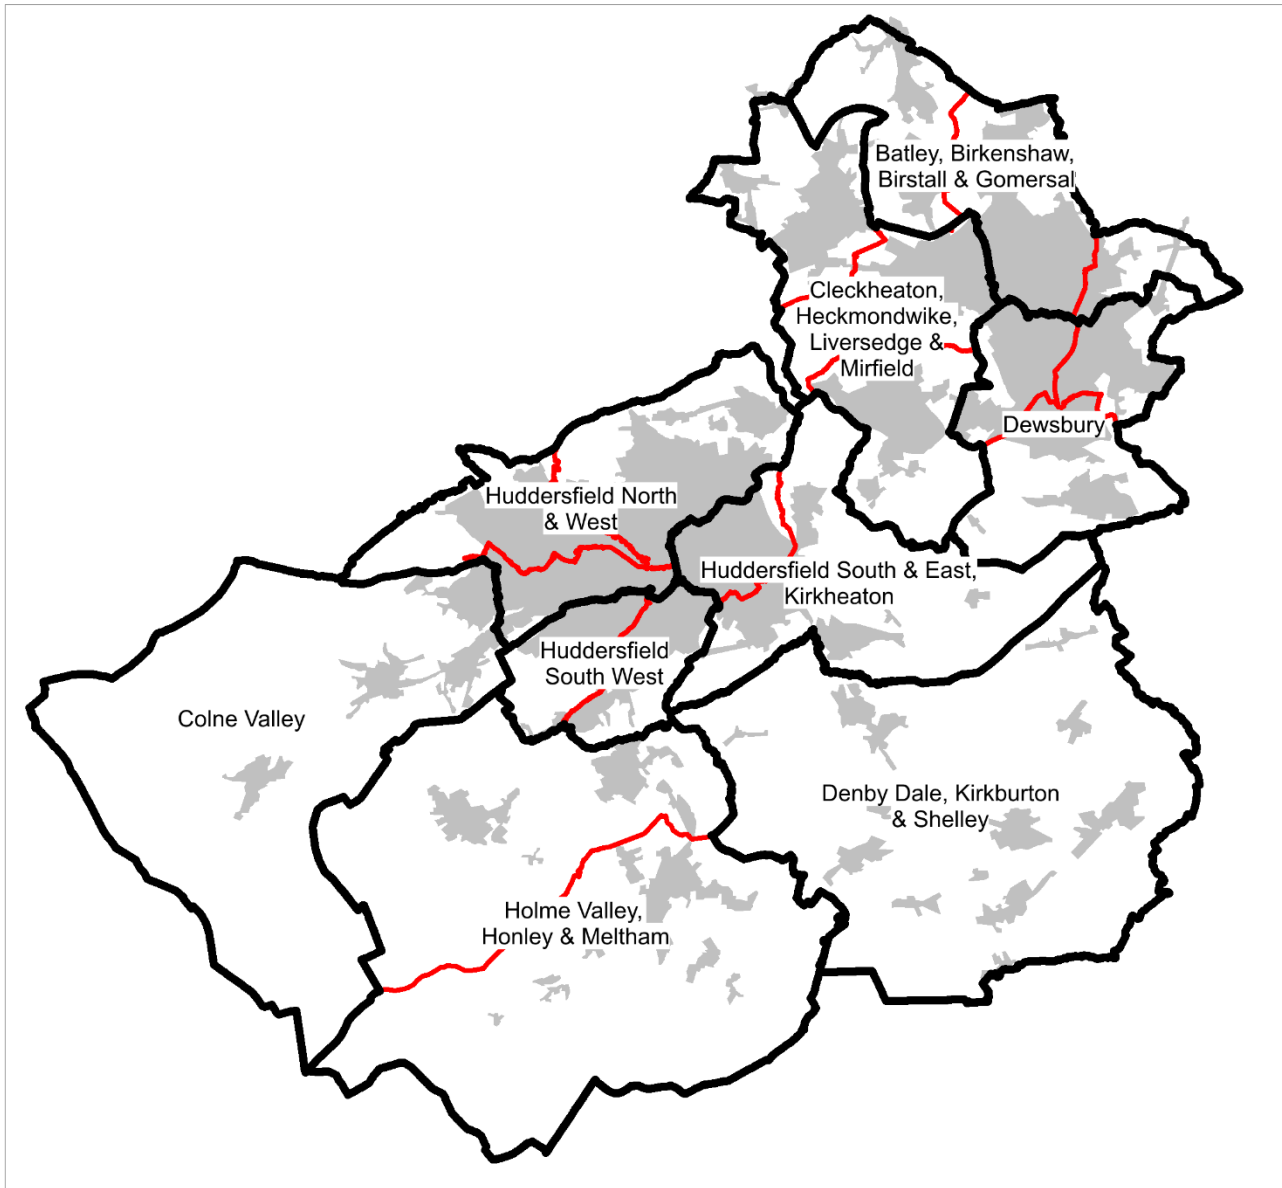 Batley, Birkenshaw,
Birstall & Gomersal
Cleckheaton,
Heckmondwike,
Liversedge &
Mirfield
Dewsbury
Huddersfield North
& West
Huddersfield South & East,
Kirkheaton
Huddersfield
South West
Colne Valley
Denby Dale, Kirkburton
& Shelley
Holme Valley,
Honley & Meltham